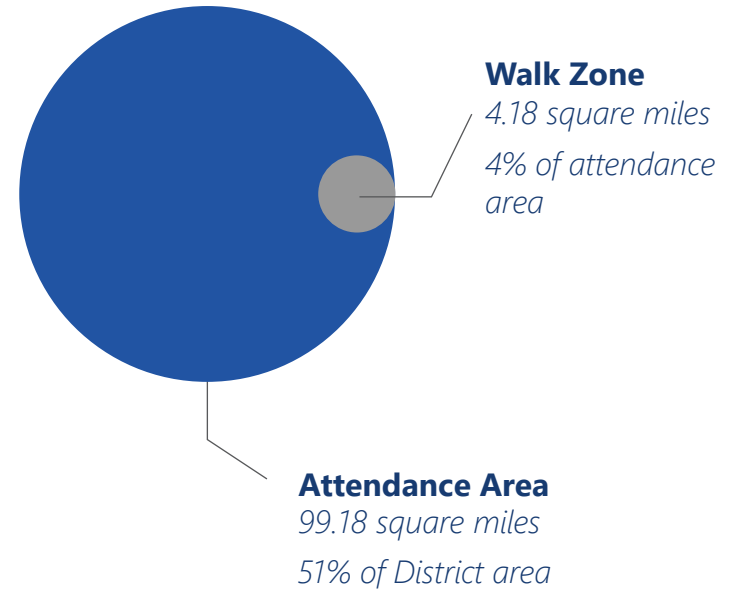 Walk Zone
4.18 square miles
4% of attendance
area
Attendance Area
99.18 square miles
51% of District area